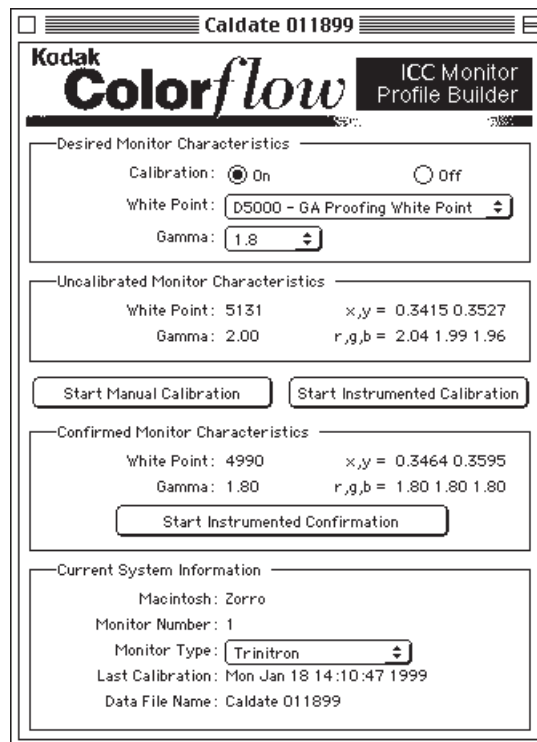 Caldate 011899
Kodak
Colorflow
ICC Monitor
Profile Builder
Desired Monitor Characteristics
Calibration: On Off
White Point: D5000 - GA Proofing White Point
Gamma: 1.8
Uncalibrated Monitor Characteristics
White Point: 5131 x,y = 0.3415 0.3527
Gamma: 2.00 r,g,b = 2.04 1.99 1.96
Start Manual Calibration Start Instrumented Calibration
Confirmed Monitor Characteristics
White Point: 4990 x,y = 0.3464 0.3595
Gamma: 1.80 r,g,b = 1.80 1.80 1.80
Start Instrumented Confirmation
Current System Information
Macintosh: Zorro
Monitor Number: 1
Monitor Type: Trinitron
Last Calibration: Mon Jan 18 14:10:47 1999
Data File Name: Caldate 011899